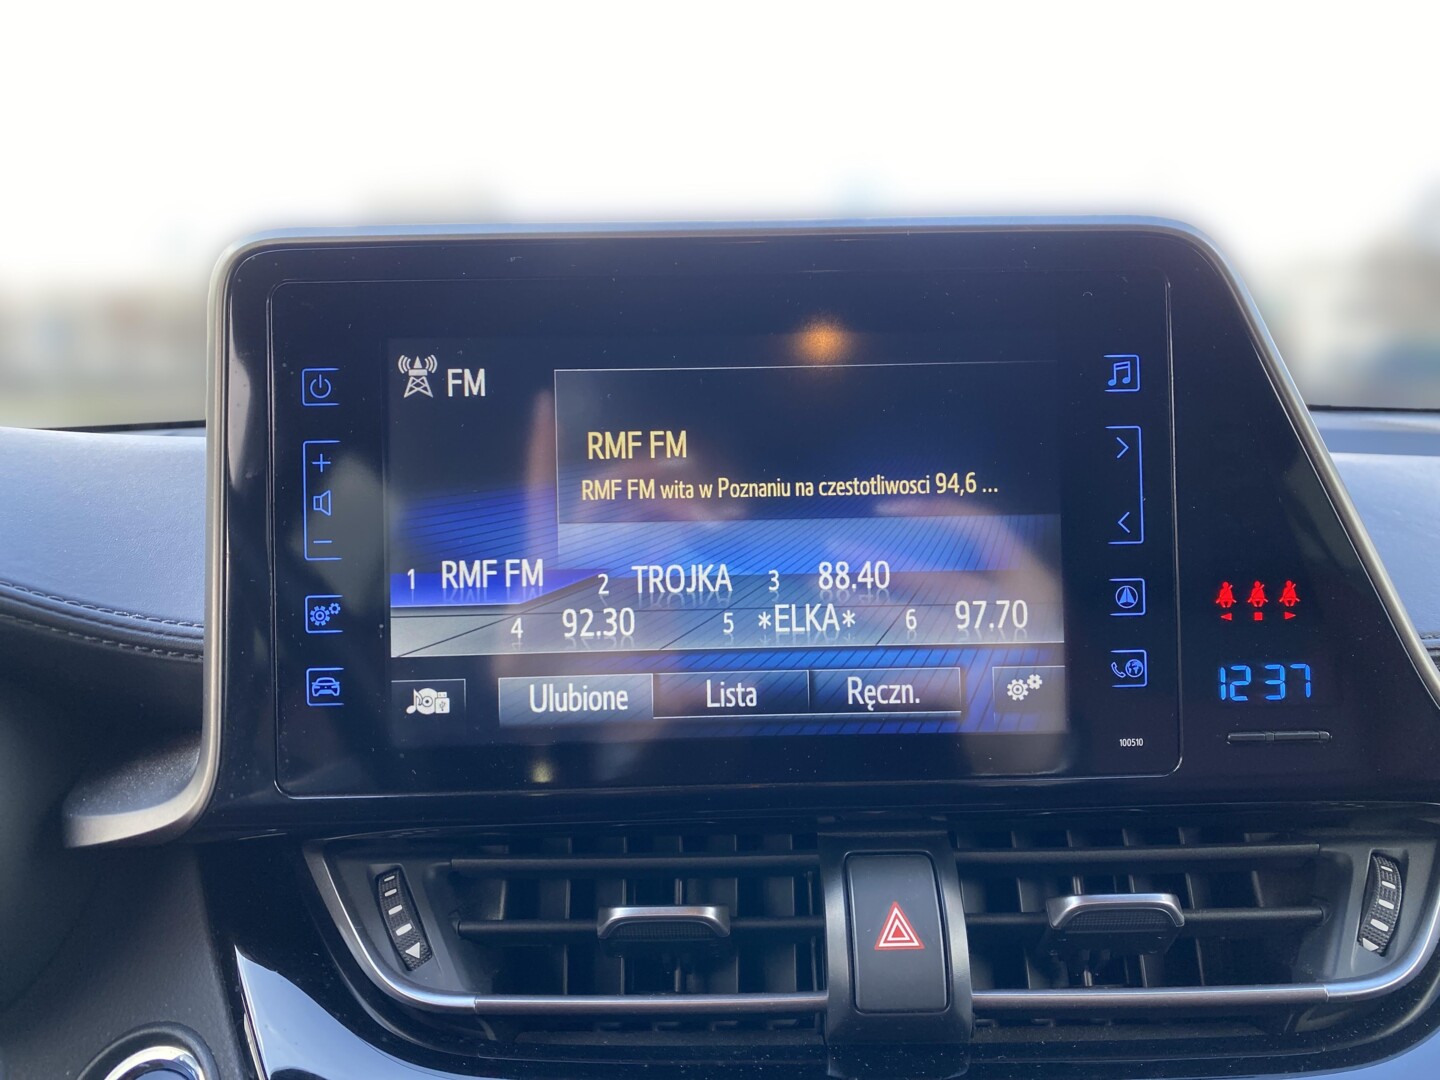 FM
RMF FM
RMF FM wita w Poznaniu na czestotliwosci 94,6 ...
1 RMF FM 2 TROJKA 3 88.40
4 92.30 5 *ELKA* 6 97.70
Ulubione Lista Ręczn.
100510
12:37